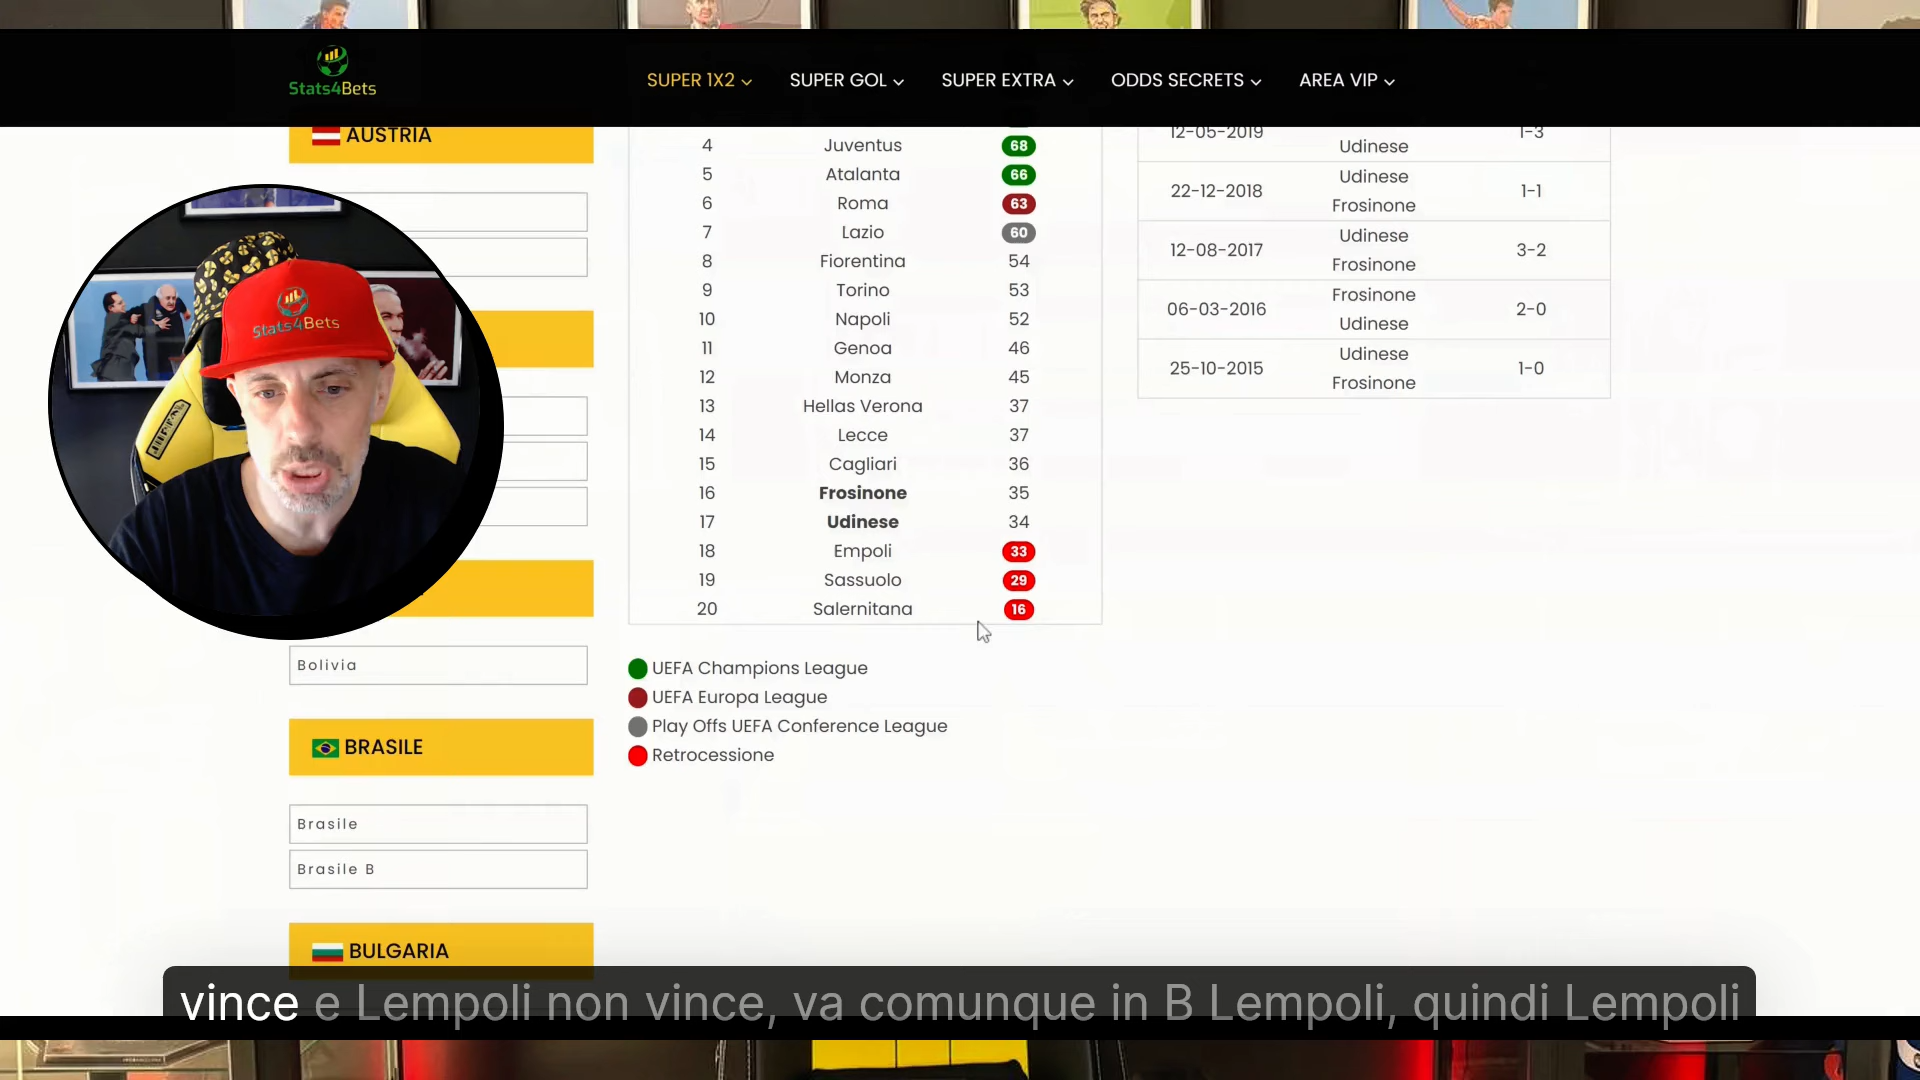 Stats4Bets
SUPER 1X2
SUPER GOL
SUPER EXTRA
ODDS SECRETS
AREA VIP
AUSTRIA
Bolivia
BRASILE
Brasile
Brasile B
BULGARIA
Stats4Bets
4 Juventus 68
5 Atalanta 66
6 Roma 63
7 Lazio 60
8 Fiorentina 54
9 Torino 53
10 Napoli 52
11 Genoa 46
12 Monza 45
13 Hellas Verona 37
14 Lecce 37
15 Cagliari 36
16 Frosinone 35
17 Udinese 34
18 Empoli 33
19 Sassuolo 29
20 Salernitana 16
UEFA Champions League
UEFA Europa League
Play Offs UEFA Conference League
Retrocessione
12-05-2019 1-3
Udinese
Udinese
22-12-2018 1-1
Frosinone
Udinese
12-08-2017 3-2
Frosinone
Frosinone
06-03-2016 2-0
Udinese
Udinese
25-10-2015 1-0
Frosinone
vince e Lempoli non vince, va comunque in B Lempoli, quindi Lempoli